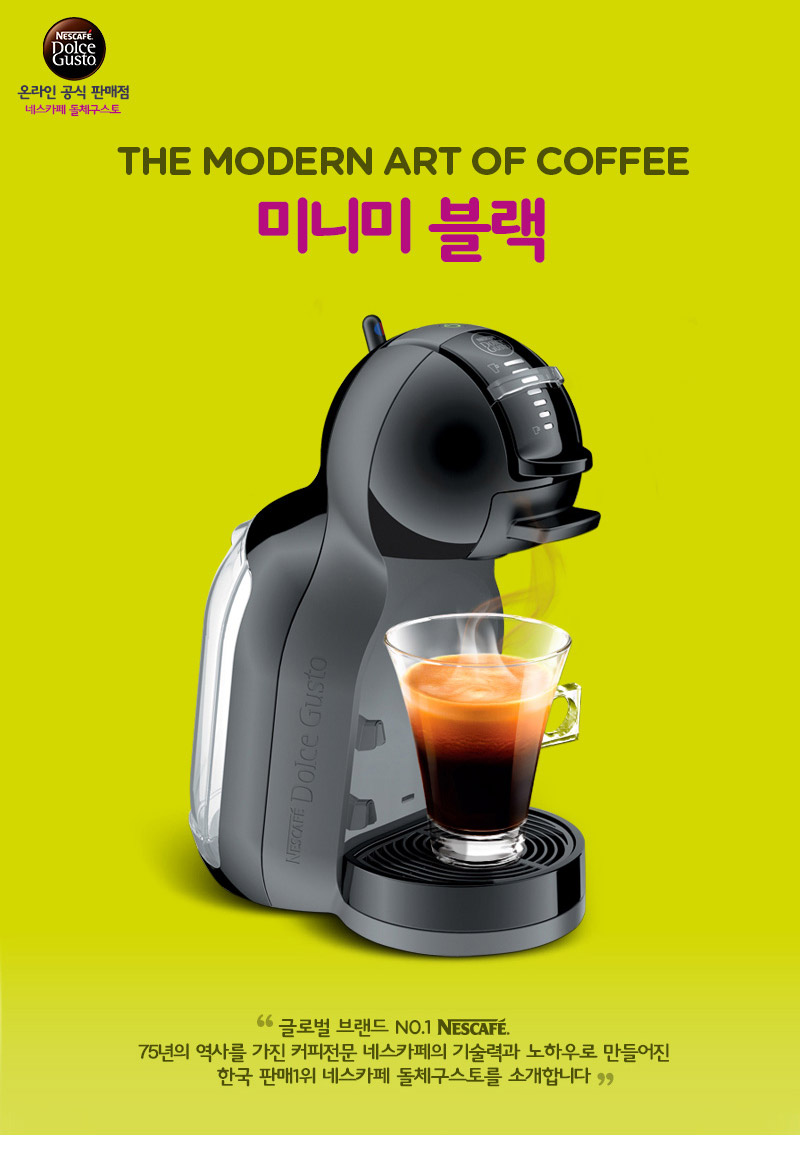 NESCAFÉ.
Dolce
Gusto
온라인 공식 판매점
네스카페 돌체구스토
THE MODERN ART OF COFFEE
미니미 블랙
NESCAFÉ Dolce Gusto
“ 글로벌 브랜드 NO.1 NESCAFÉ.
75년의 역사를 가진 커피전문 네스카페의 기술력과 노하우로 만들어진
한국 판매1위 네스카페 돌체구스토를 소개합니다 ”